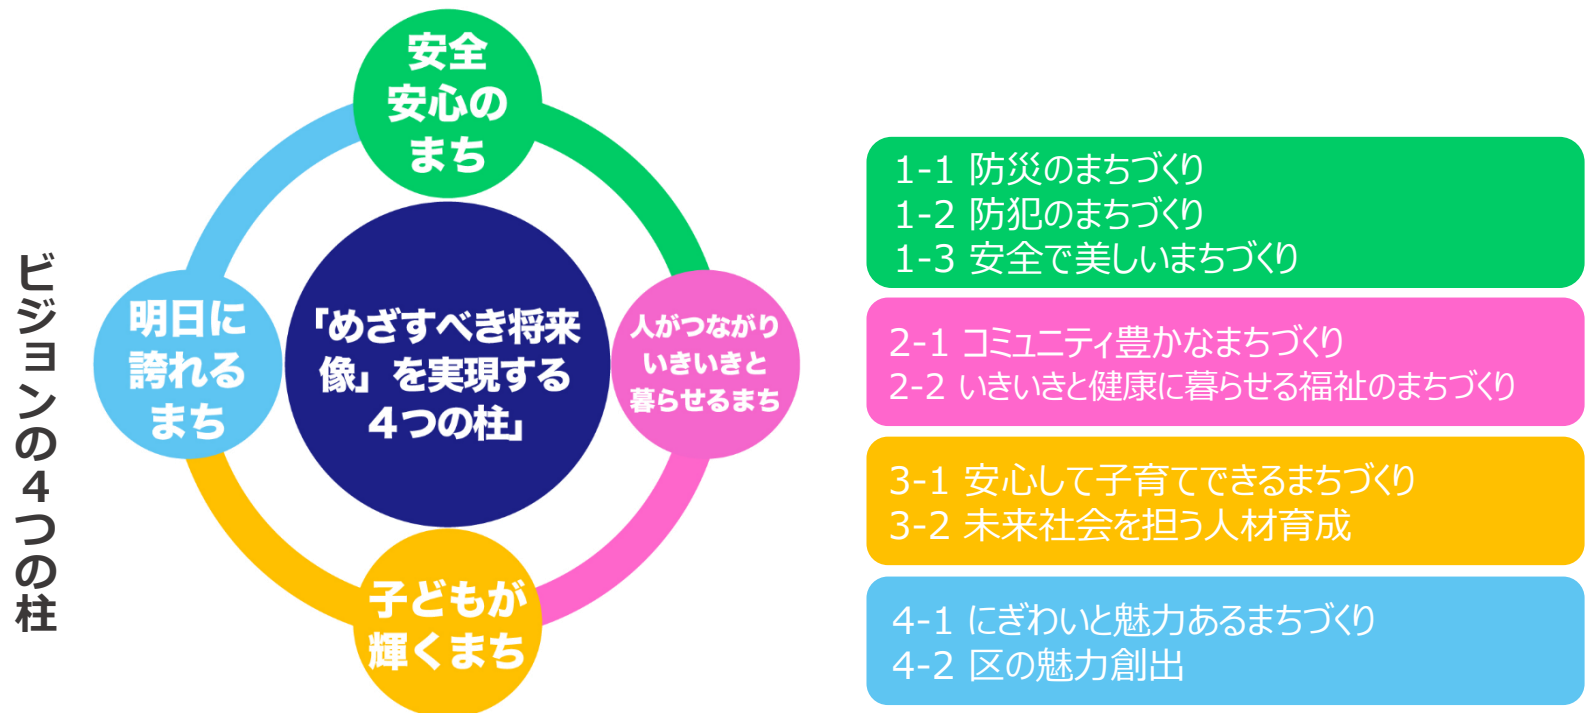 ビジョンの４つの柱
安全
安心の
まち
「めざすべき将来
像」を実現する
４つの柱」
人がつながり
いきいきと
暮らせるまち
明日に
誇れる
まち
子どもが
輝くまち
1-1 防災のまちづくり
1-2 防犯のまちづくり
1-3 安全で美しいまちづくり
2-1 コミュニティ豊かなまちづくり
2-2 いきいきと健康に暮らせる福祉のまちづくり
3-1 安心して子育てできるまちづくり
3-2 未来社会を担う人材育成
4-1 にぎわいと魅力あるまちづくり
4-2 区の魅力創出